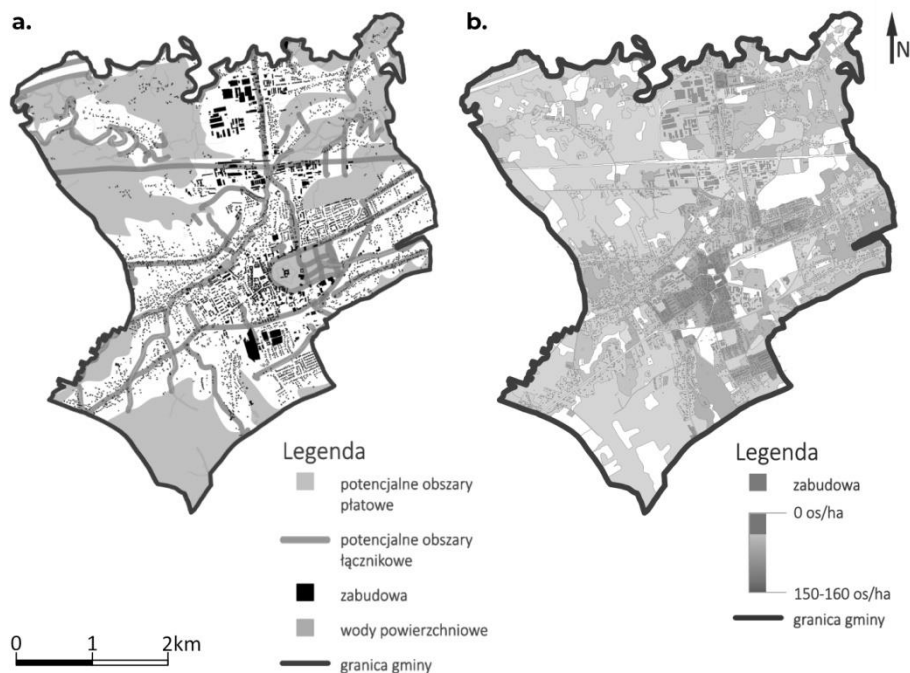 a.
b.
N
Legenda
potencjalne obszary
płatowe
potencjalne obszary
łącznikowe
zabudowa
wody powierzchniowe
granica gminy
0 1 2km
Legenda
zabudowa
0 os/ha
150-160 os/ha
granica gminy